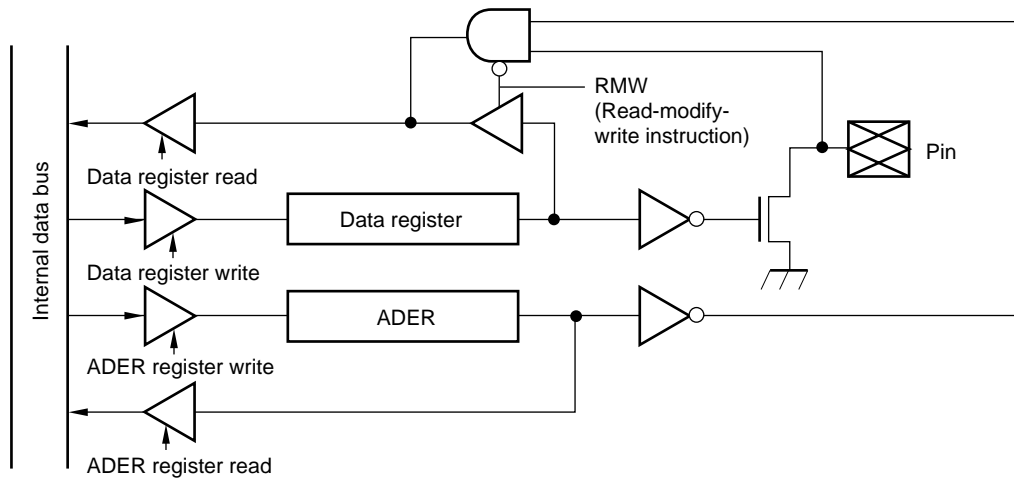 RMW
(Read-modify-
write instruction)
Pin
Internal data bus
Data register read
Data register
Data register write
ADER
ADER register write
ADER register read